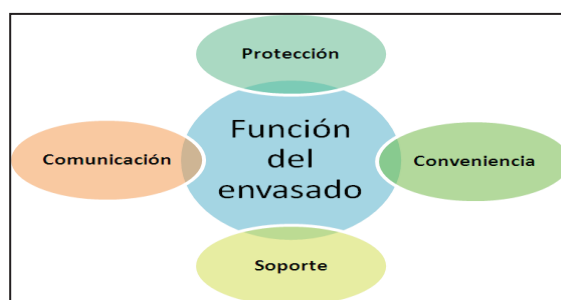 Protección
Comunicación
Función
del
envasado
Conveniencia
Soporte